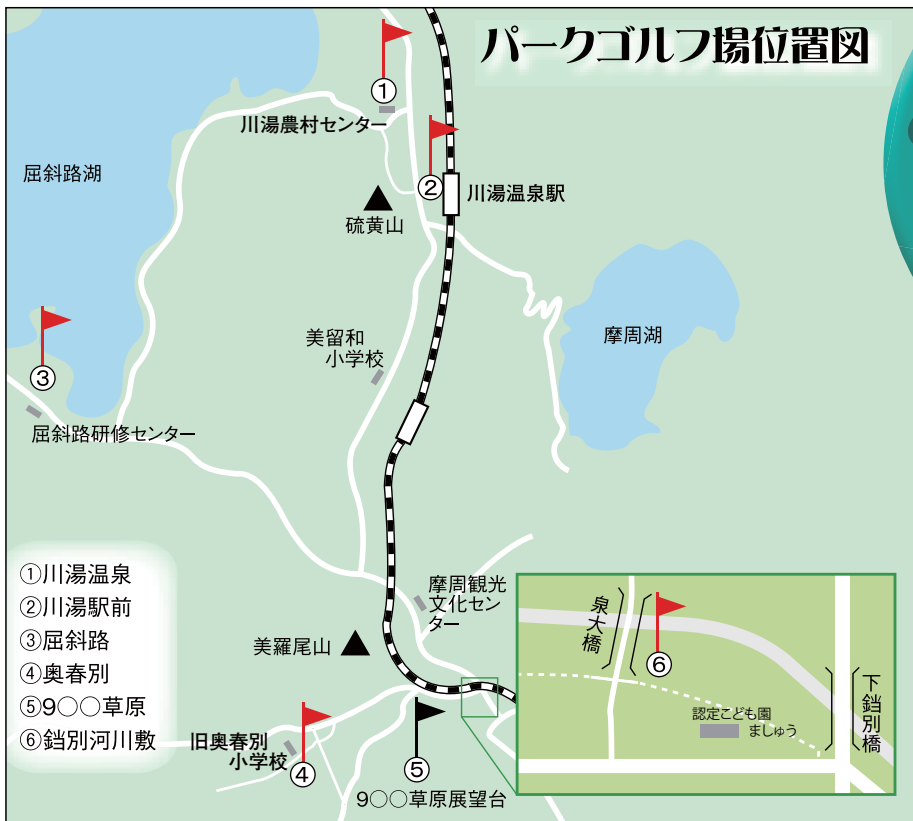 パークゴルフ場位置図
①
川湯農村センター
屈斜路湖
②
川湯温泉駅
硫黄山
美留和
小学校
摩周湖
③
屈斜路研修センター
①川湯温泉
②川湯駅前
③屈斜路
④奥春別
⑤9○○草原
⑥鐺別河川敷
摩周観光
文化セン
ター
美羅尾山
旧奥春別
小学校
④
⑤
9○○草原展望台
泉大橋
⑥
認定こども園
ましゅう
下鐺別橋